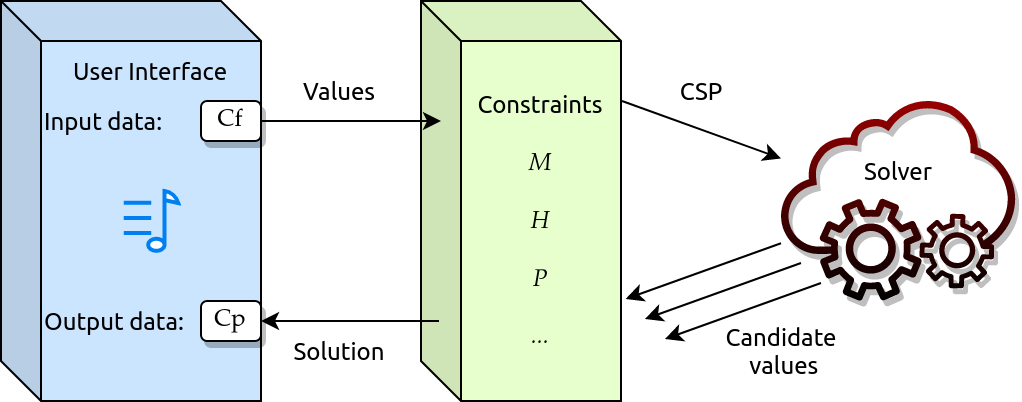 User Interface
Input data:
Cf
Output data:
Cp
Values
Solution
Constraints
M
H
P
...
CSP
Solver
Candidate
values